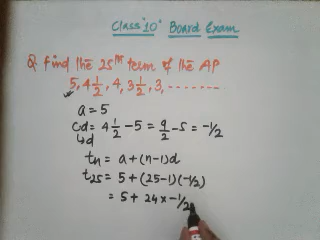 Class '10' Board Exam
Q find the 25th term of the AP
5, 4 1/2, 4, 3 1/2, 3, --------
a = 5
cd = 4 1/2 - 5 = 9/2 - 5 = -1/2
↳ d
tn = a + (n-1)d
t25 = 5 + (25-1)(-1/2)
= 5 + 24 × -1/2